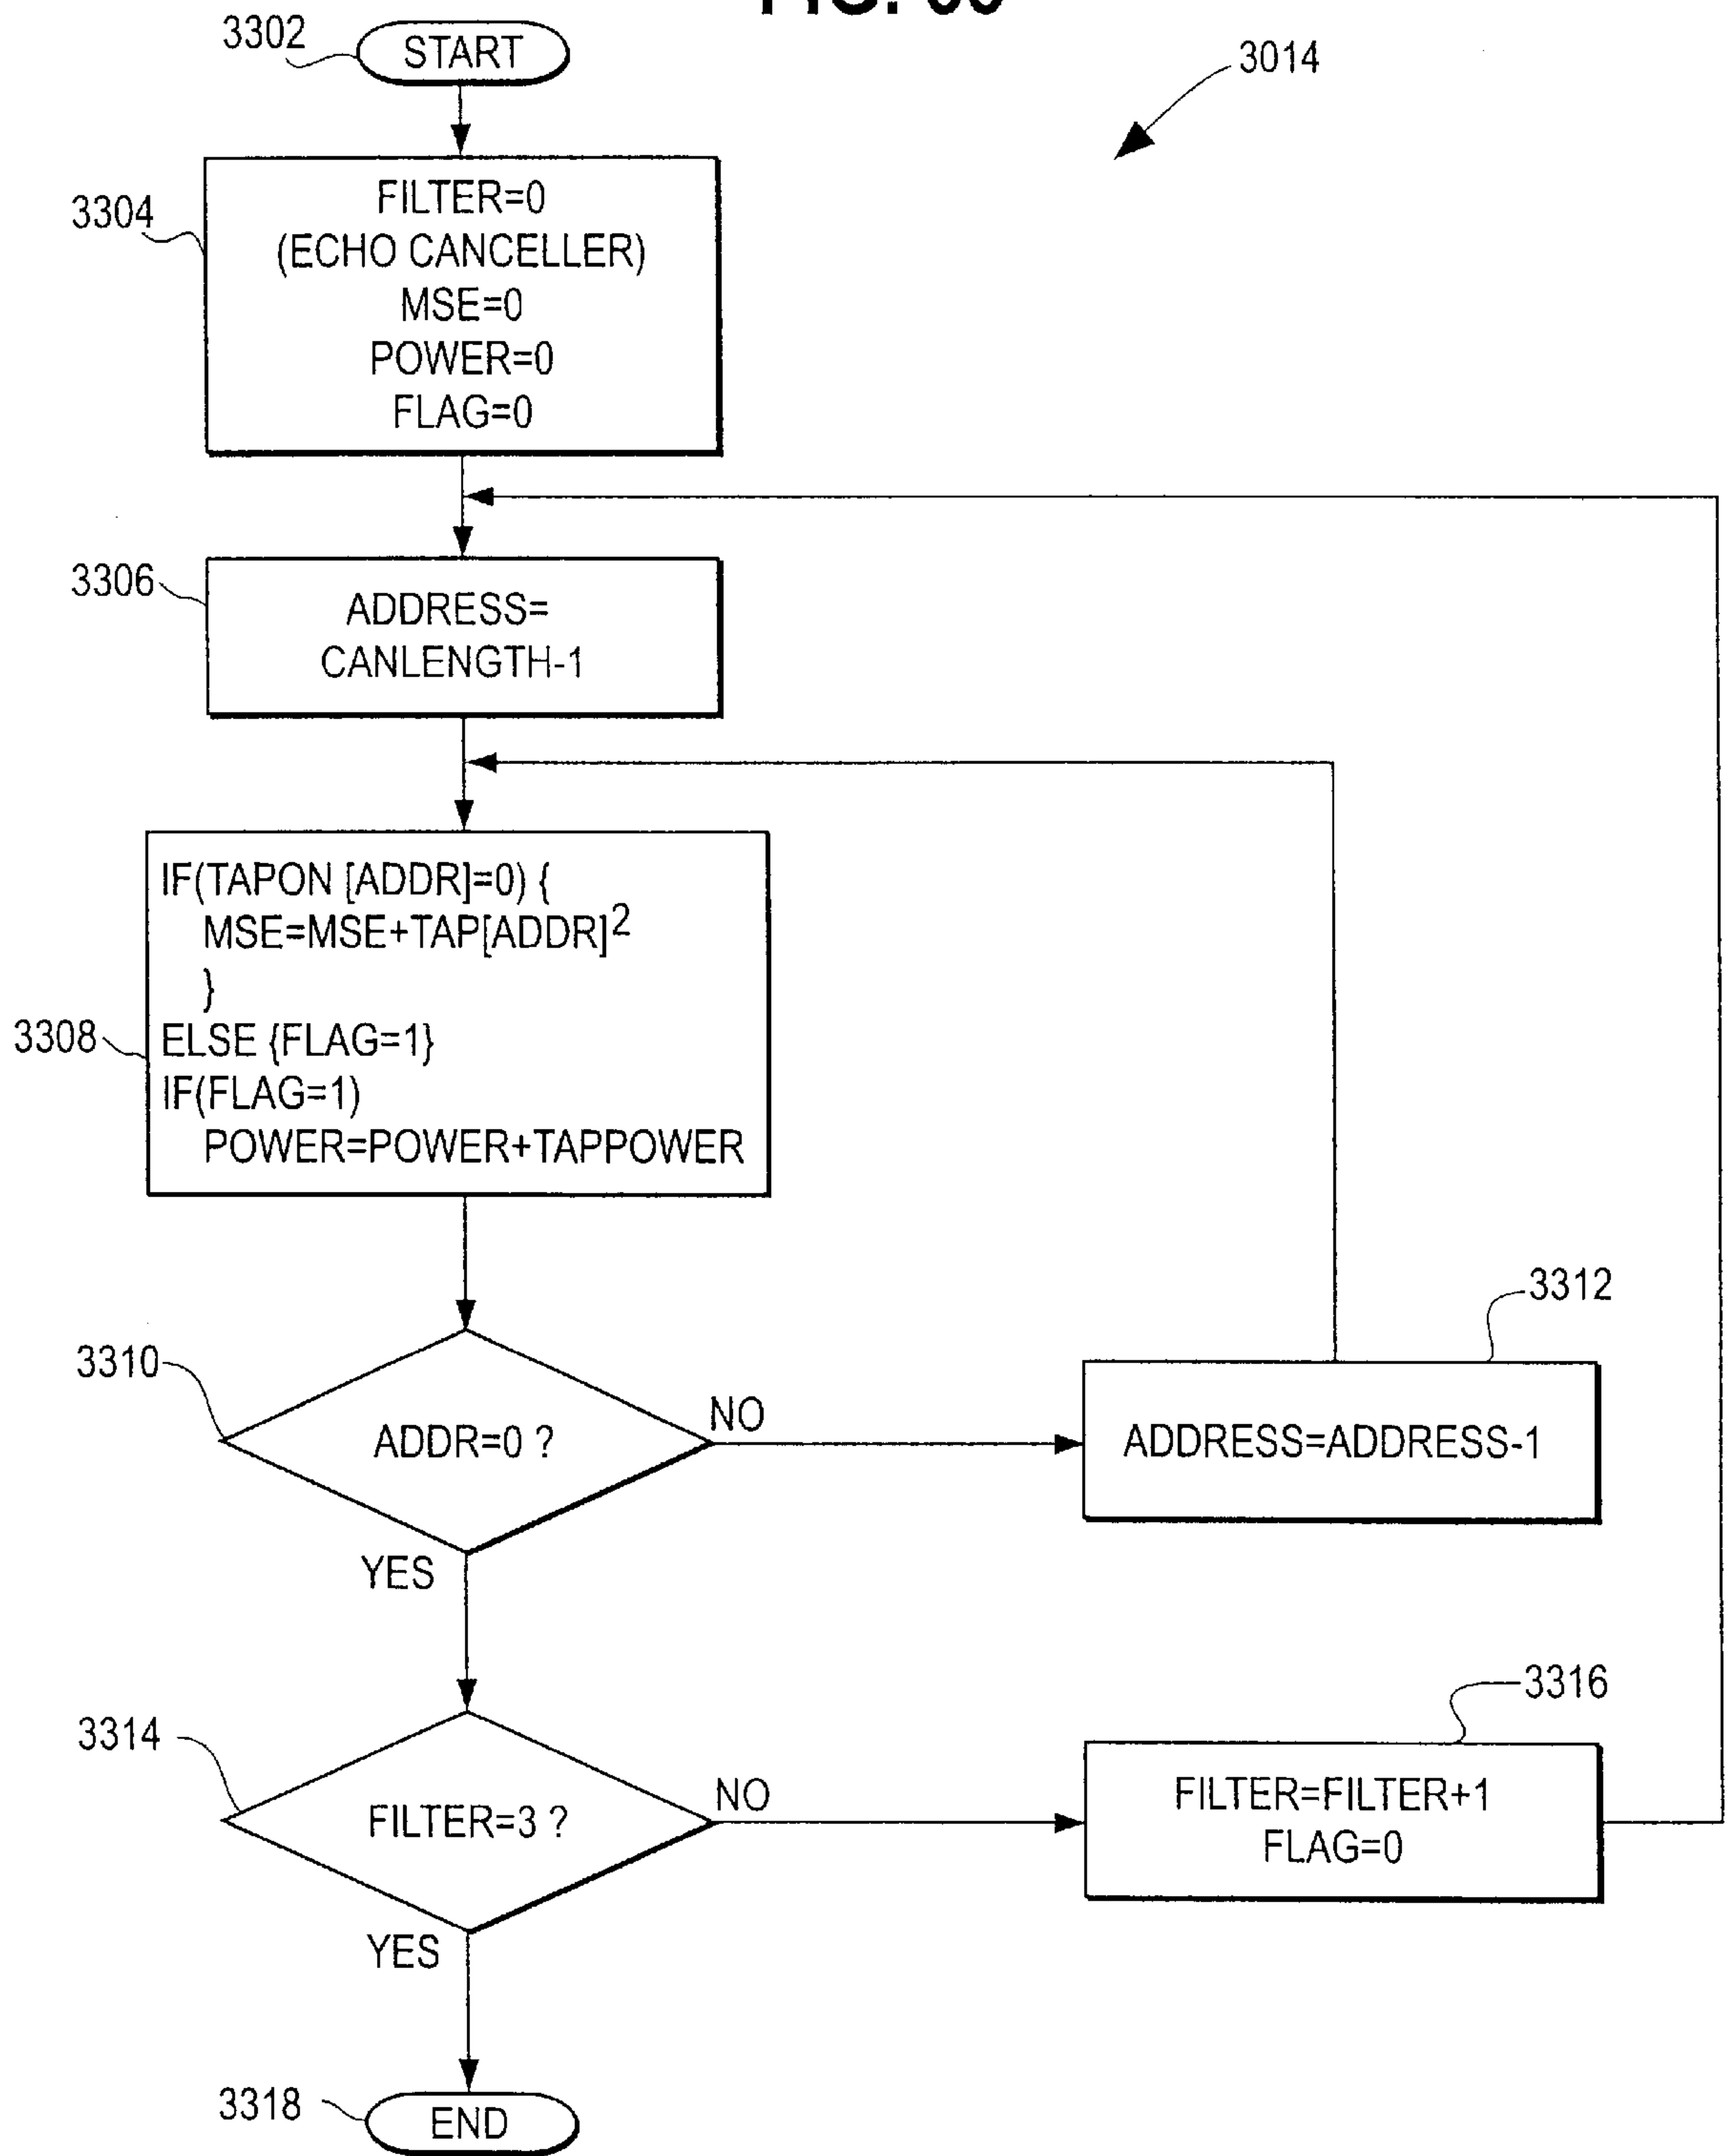 3302
START
3014
3304
FILTER=0
(ECHO CANCELLER)
MSE=0
POWER=0
FLAG=0
3306
ADDRESS=
CANLENGTH-1
3308
IF(TAPON [ADDR]=0) {
MSE=MSE+TAP[ADDR]2
}
ELSE {FLAG=1}
IF(FLAG=1)
POWER=POWER+TAPPOWER
3310
ADDR=0 ?
NO
3312
ADDRESS=ADDRESS-1
YES
3314
FILTER=3 ?
NO
3316
FILTER=FILTER+1
FLAG=0
YES
3318
END